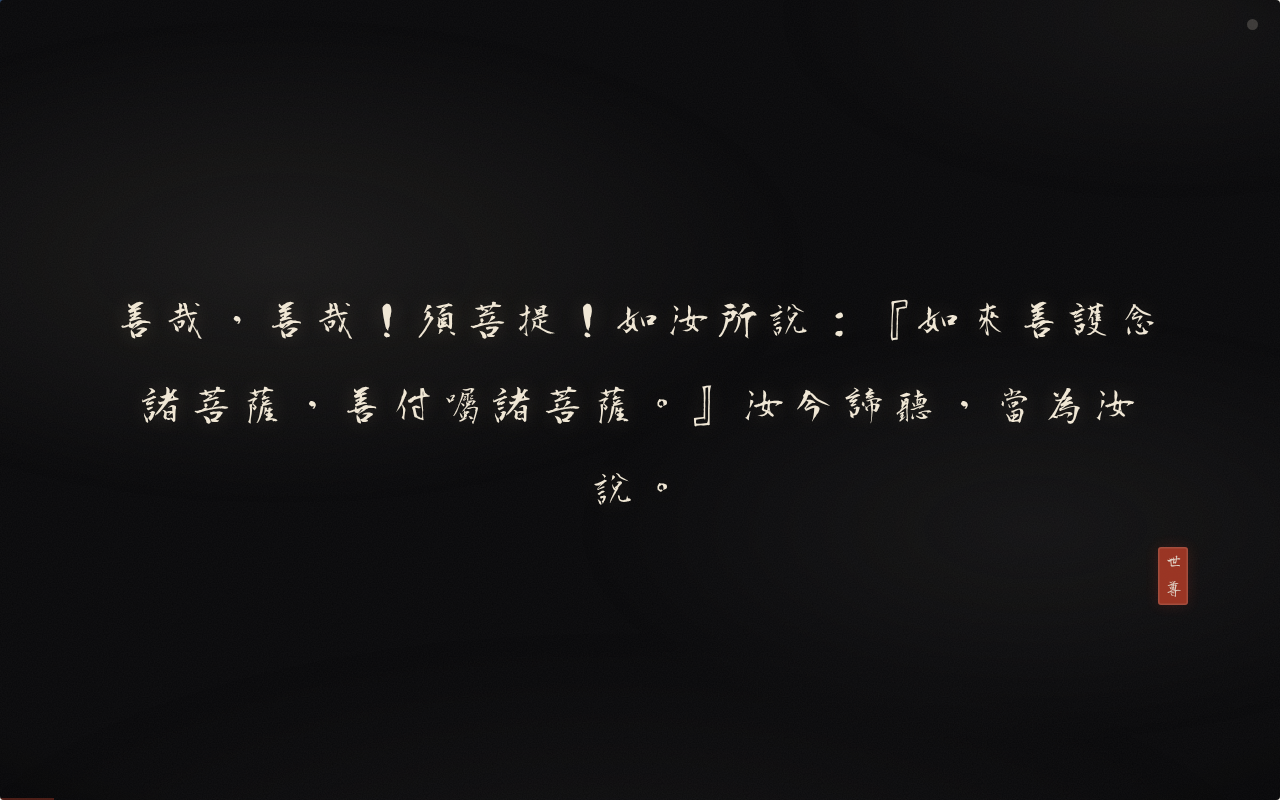 善哉，善哉！須菩提！如汝所說：『如來善護念
諸菩薩，善付囑諸菩薩。』汝今諦聽，當為汝
說。
世尊